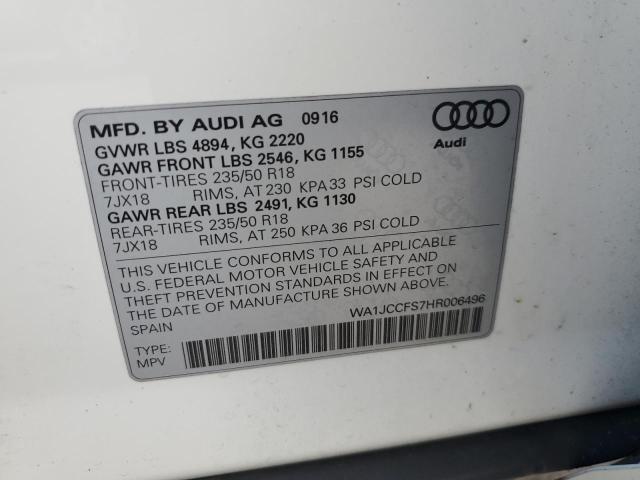 MFD. BY AUDI AG 0916
GVWR LBS 4894, KG 2220
GAWR FRONT LBS 2546, KG 1155
FRONT-TIRES 235/50 R18
7JX18 RIMS, AT 230 KPA 33 PSI COLD
GAWR REAR LBS 2491, KG 1130
REAR-TIRES 235/50 R18
7JX18 RIMS, AT 250 KPA 36 PSI COLD
Audi
THIS VEHICLE CONFORMS TO ALL APPLICABLE
U.S. FEDERAL MOTOR VEHICLE SAFETY AND
THEFT PREVENTION STANDARDS IN EFFECT ON
THE DATE OF MANUFACTURE SHOWN ABOVE.
SPAIN
WA1JCCFS7HR006496
TYPE:
MPV